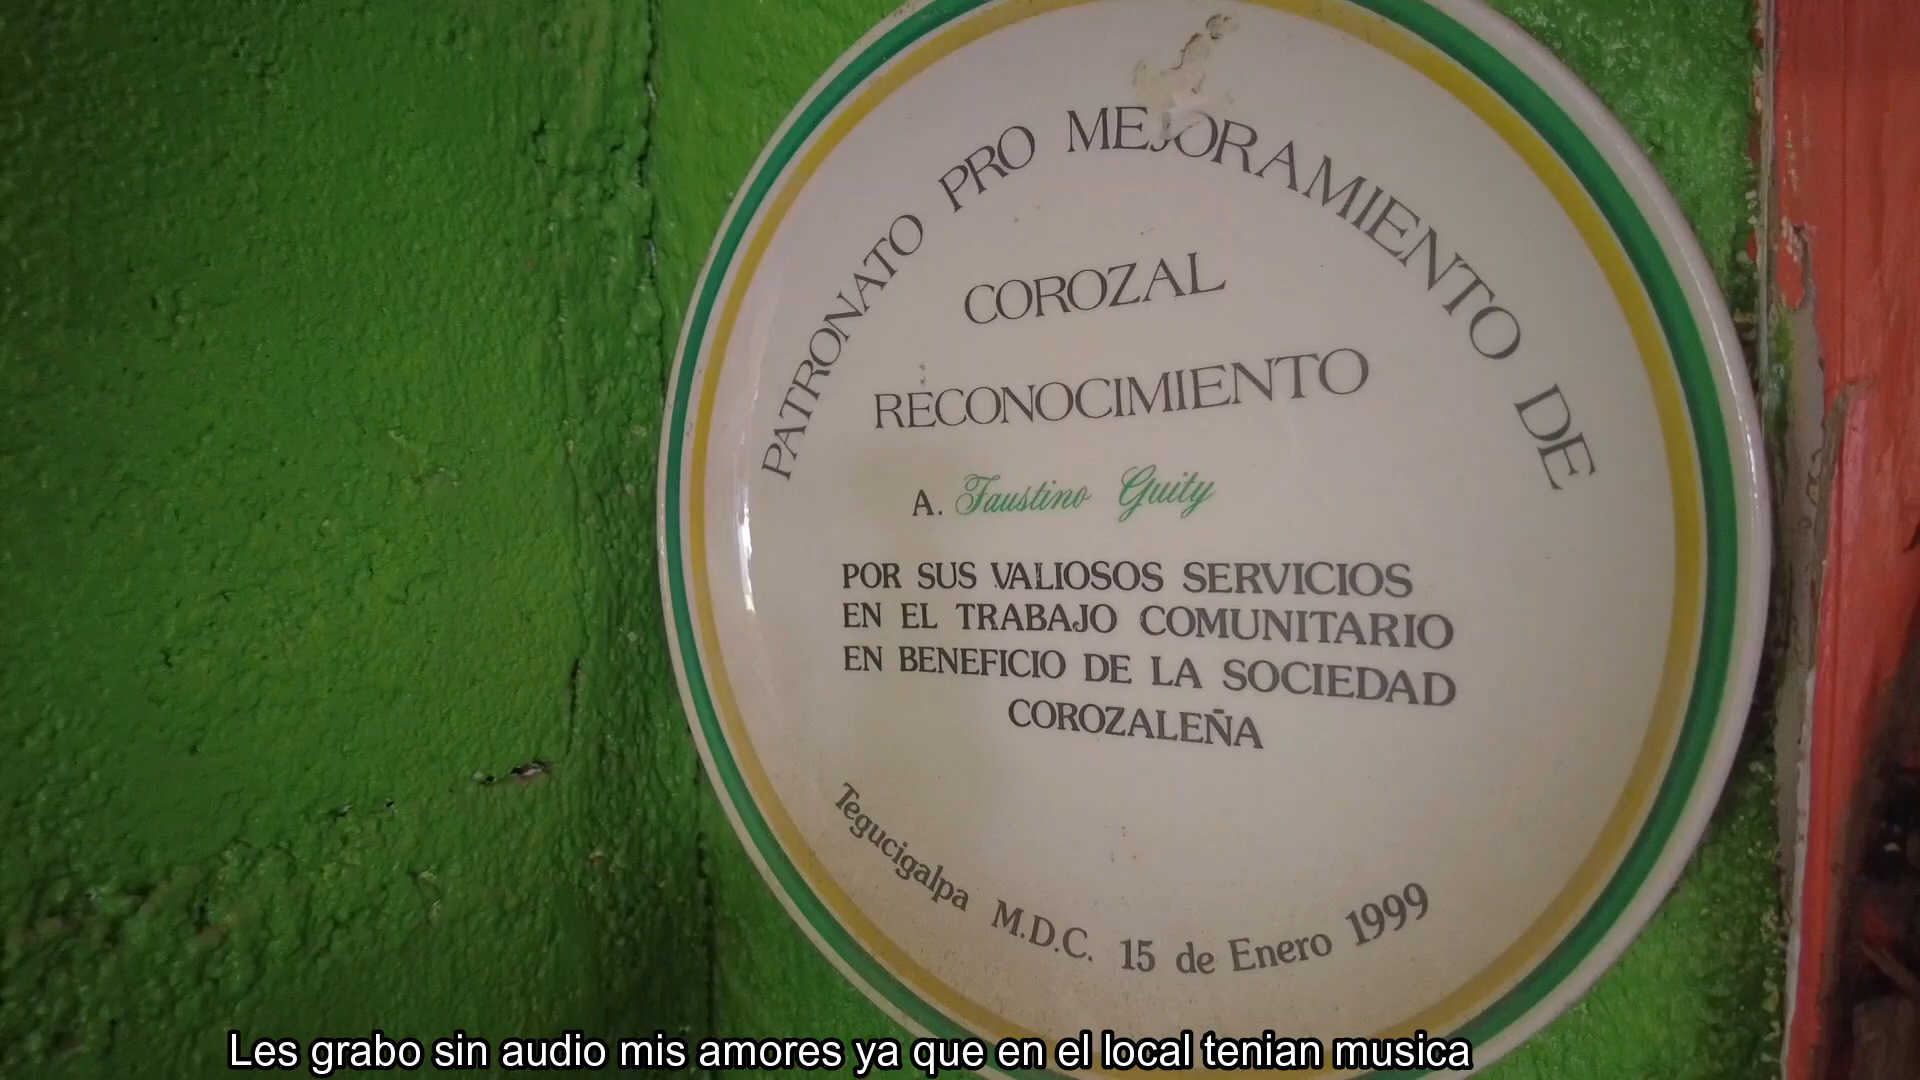 PATRONATO PRO MEJORAMIENTO DE
COROZAL
RECONOCIMIENTO
A. Faustino Guity
POR SUS VALIOSOS SERVICIOS
EN EL TRABAJO COMUNITARIO
EN BENEFICIO DE LA SOCIEDAD
COROZALEÑA
Tegucigalpa M.D.C. 15 de Enero 1999
Les grabo sin audio mis amores ya que en el local tenian musica